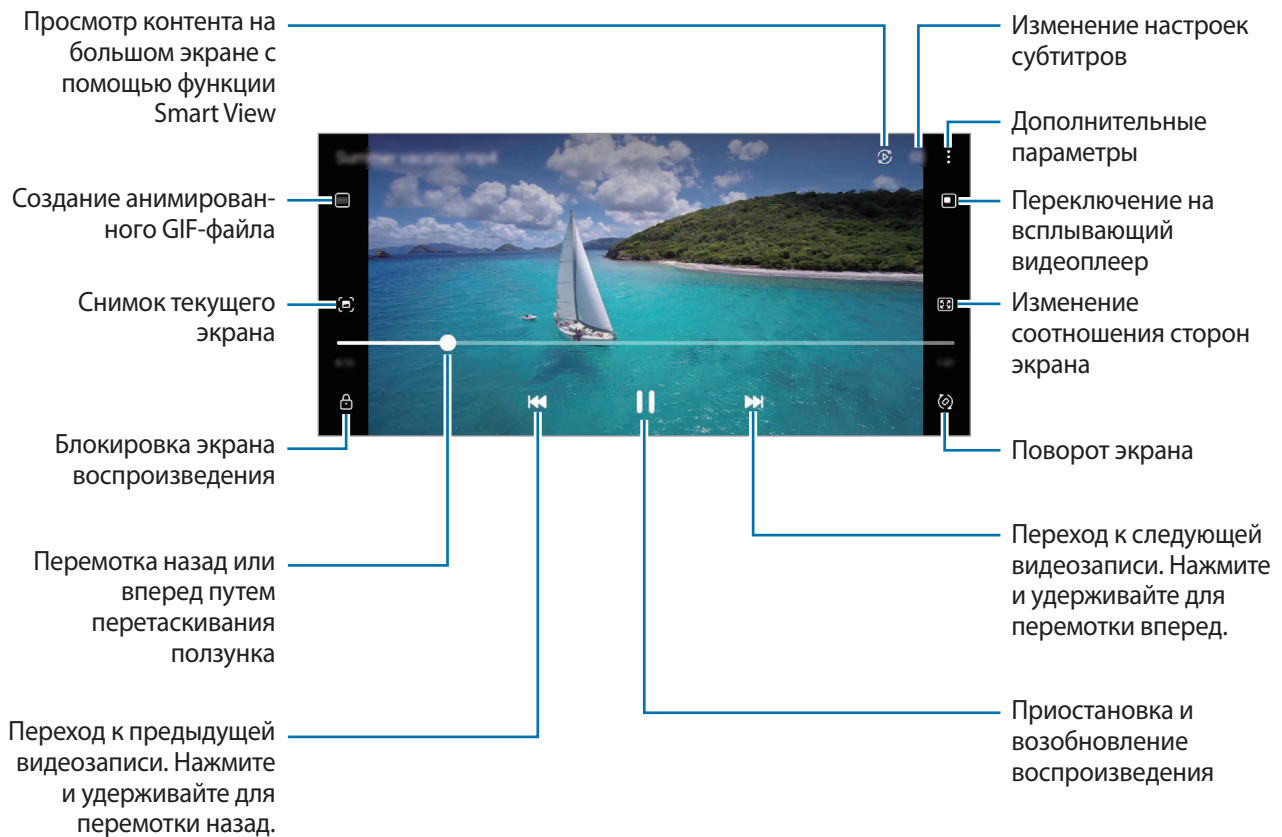 Просмотр контента на
большом экране с
помощью функции
Smart View
Создание анимирован-
ного GIF-файла
Снимок текущего
экрана
Блокировка экрана
воспроизведения
Перемотка назад или
вперед путем
перетаскивания
ползунка
Переход к предыдущей
видеозаписи. Нажмите
и удерживайте для
перемотки назад.
Изменение настроек
субтитров
Дополнительные
параметры
Переключение на
всплывающий
видеоплеер
Изменение
соотношения сторон
экрана
Поворот экрана
Переход к следующей
видеозаписи. Нажмите
и удерживайте для
перемотки вперед.
Приостановка и
возобновление
воспроизведения